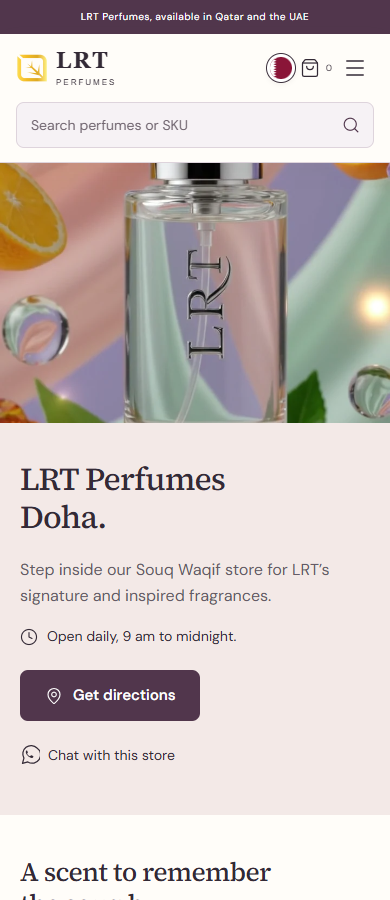 LRT Perfumes, available in Qatar and the UAE
LRT
PERFUMES
0
Search perfumes or SKU
LRT
LRT Perfumes
Doha.
Step inside our Souq Waqif store for LRT’s
signature and inspired fragrances.
Open daily, 9 am to midnight.
Get directions
Chat with this store
A scent to remember